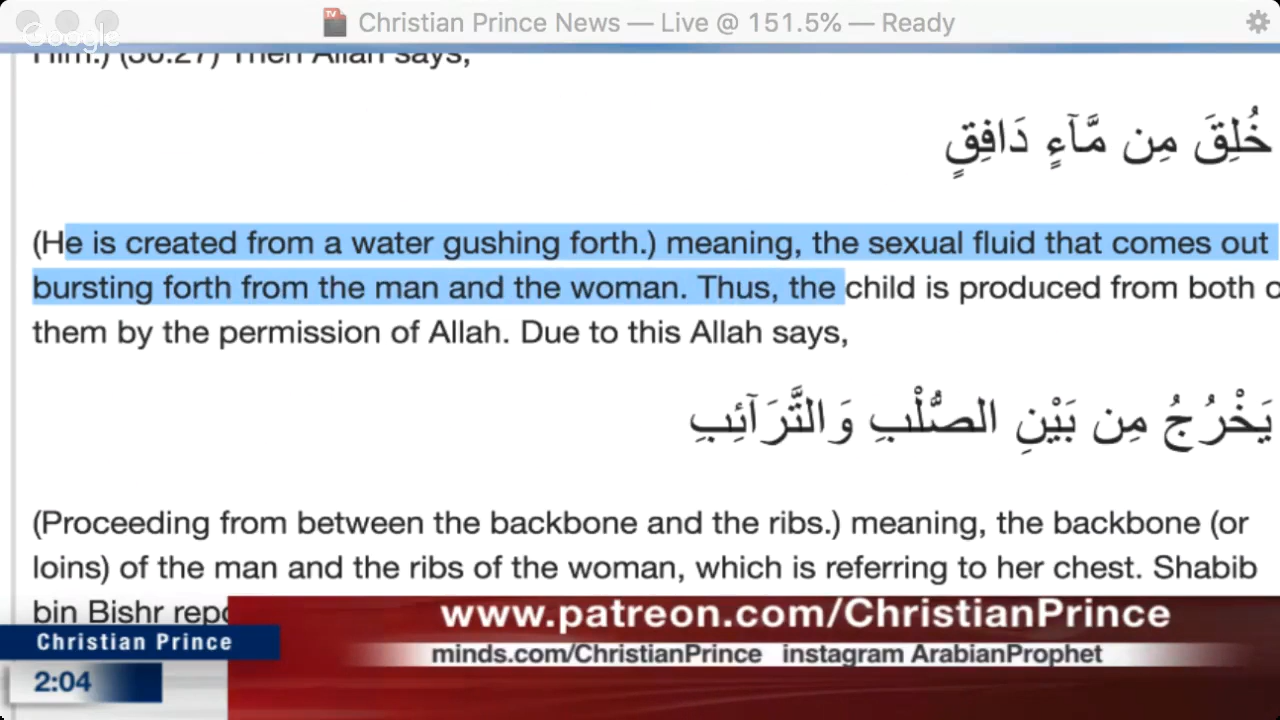 Christian Prince News — Live @ 151.5% — Ready
Google
Him.) (30:27) Then Allah says,
خُلِقَ مِن مَّآءٍ دَافِقٍ
(He is created from a water gushing forth.) meaning, the sexual fluid that comes out
bursting forth from the man and the woman. Thus, the child is produced from both
them by the permission of Allah. Due to this Allah says,
يَخْرُجُ مِن بَيْنِ الصُّلْبِ وَالتَّرَآئِبِ
(Proceeding from between the backbone and the ribs.) meaning, the backbone (or
loins) of the man and the ribs of the woman, which is referring to her chest. Shabib
bin Bishr
www.patreon.com/ChristianPrince
Christian Prince
minds.com/ChristianPrince instagram ArabianProphet
2:04